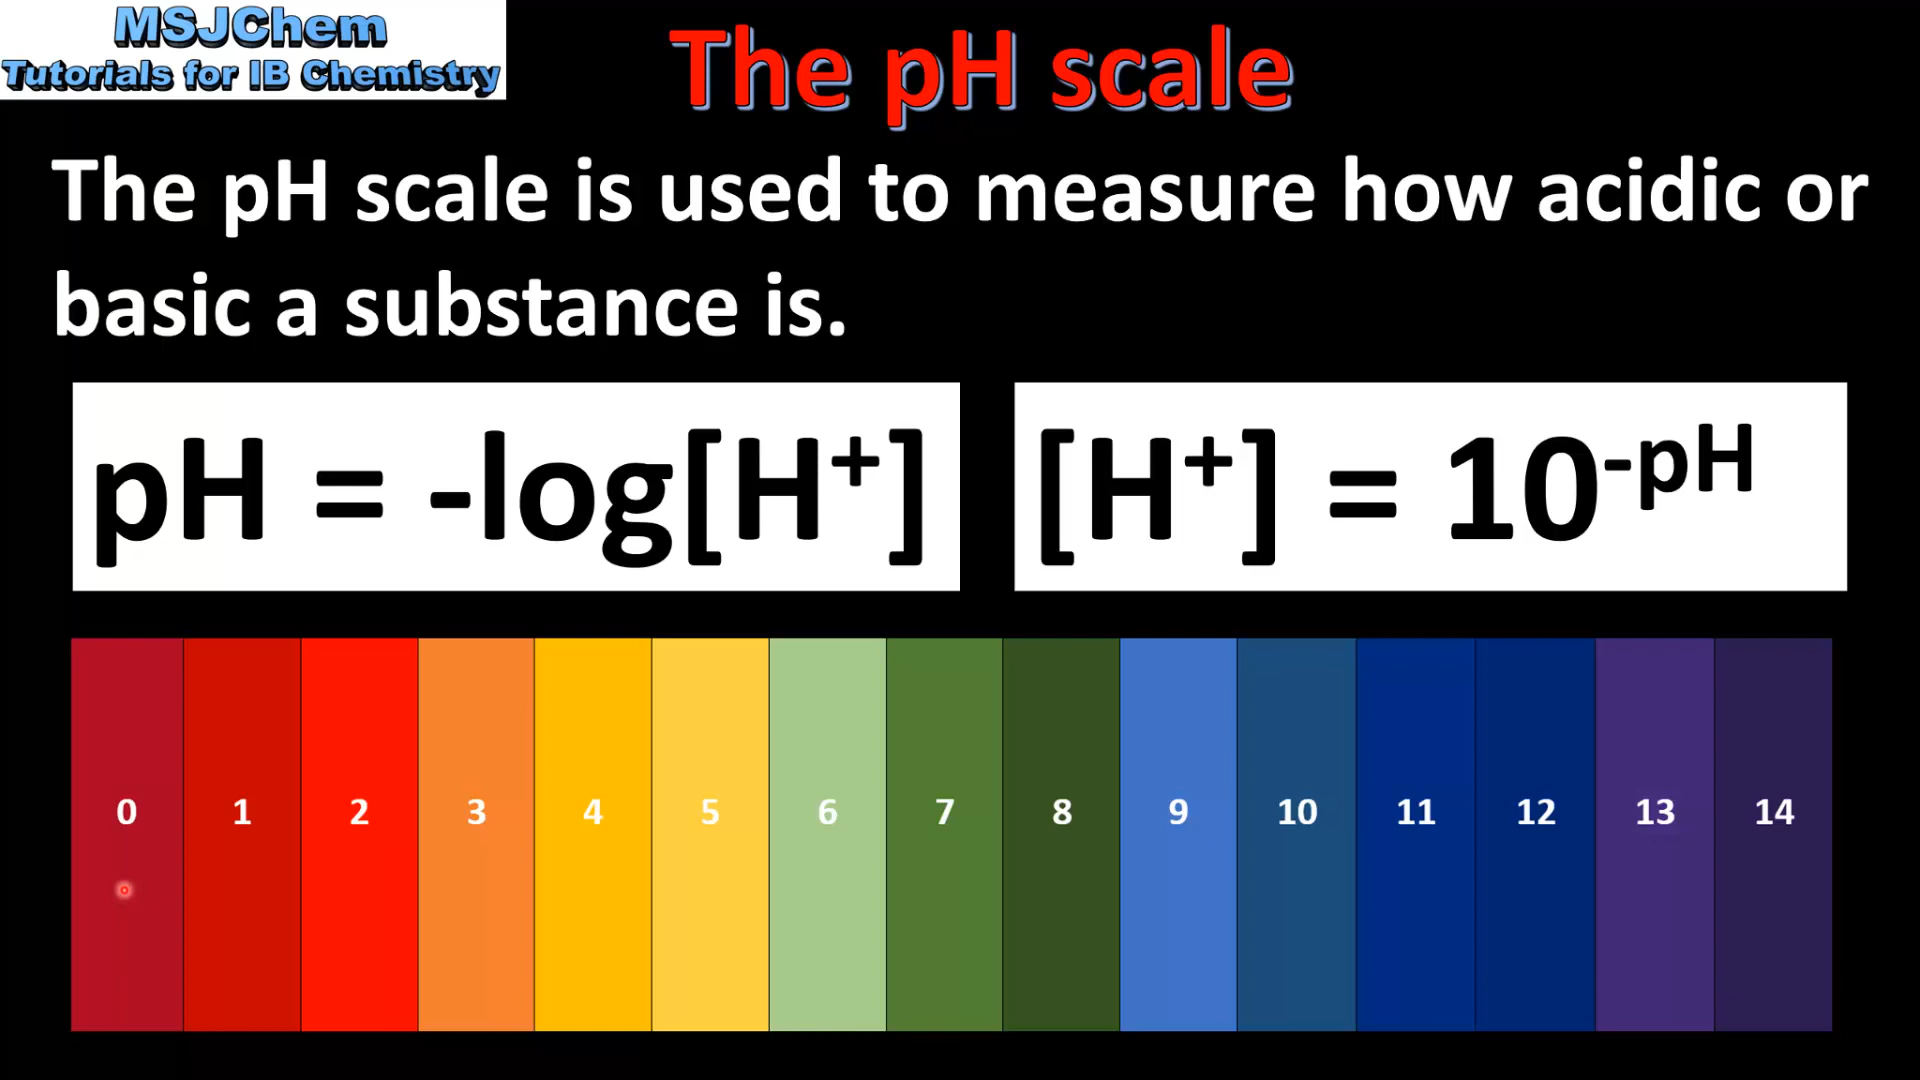 MSJChem
Tutorials for IB Chemistry
The pH scale
The pH scale is used to measure how acidic or
basic a substance is.
pH = -log[H⁺]
[H⁺] = 10⁻ᵖᴴ
0 1 2 3 4 5 6 7 8 9 10 11 12 13 14